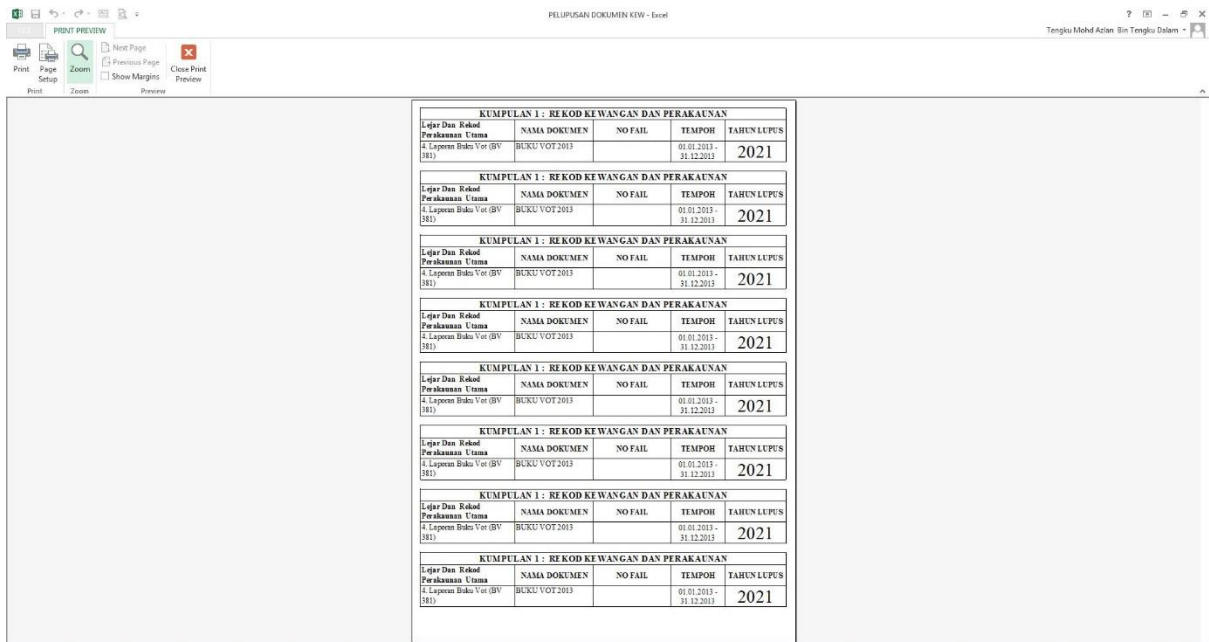 PELUPUSAN DOKUMEN KEW - Excel
FILE
PRINT PREVIEW
Tengku Mohd Azlan Bin Tengku Dalam
Print
Page Setup
Zoom
Next Page
Previous Page
Show Margins
Close Print Preview
Print
Zoom
Preview
KUMPULAN 1 : REKOD KEWANGAN DAN PERAKAUNAN
Lejar Dan Rekod
Perakaunan Utama NAMA DOKUMEN NO FAIL TEMPOH TAHUN LUPUS
4. Laporan Buku Vot (BV BUKU VOT 2013 01.01.2013 - 2021
381) 31.12.2013
KUMPULAN 1 : REKOD KEWANGAN DAN PERAKAUNAN
Lejar Dan Rekod
Perakaunan Utama NAMA DOKUMEN NO FAIL TEMPOH TAHUN LUPUS
4. Laporan Buku Vot (BV BUKU VOT 2013 01.01.2013 - 2021
381) 31.12.2013
KUMPULAN 1 : REKOD KEWANGAN DAN PERAKAUNAN
Lejar Dan Rekod
Perakaunan Utama NAMA DOKUMEN NO FAIL TEMPOH TAHUN LUPUS
4. Laporan Buku Vot (BV BUKU VOT 2013 01.01.2013 - 2021
381) 31.12.2013
KUMPULAN 1 : REKOD KEWANGAN DAN PERAKAUNAN
Lejar Dan Rekod
Perakaunan Utama NAMA DOKUMEN NO FAIL TEMPOH TAHUN LUPUS
4. Laporan Buku Vot (BV BUKU VOT 2013 01.01.2013 - 2021
381) 31.12.2013
KUMPULAN 1 : REKOD KEWANGAN DAN PERAKAUNAN
Lejar Dan Rekod
Perakaunan Utama NAMA DOKUMEN NO FAIL TEMPOH TAHUN LUPUS
4. Laporan Buku Vot (BV BUKU VOT 2013 01.01.2013 - 2021
381) 31.12.2013
KUMPULAN 1 : REKOD KEWANGAN DAN PERAKAUNAN
Lejar Dan Rekod
Perakaunan Utama NAMA DOKUMEN NO FAIL TEMPOH TAHUN LUPUS
4. Laporan Buku Vot (BV BUKU VOT 2013 01.01.2013 - 2021
381) 31.12.2013
KUMPULAN 1 : REKOD KEWANGAN DAN PERAKAUNAN
Lejar Dan Rekod
Perakaunan Utama NAMA DOKUMEN NO FAIL TEMPOH TAHUN LUPUS
4. Laporan Buku Vot (BV BUKU VOT 2013 01.01.2013 - 2021
381) 31.12.2013
KUMPULAN 1 : REKOD KEWANGAN DAN PERAKAUNAN
Lejar Dan Rekod
Perakaunan Utama NAMA DOKUMEN NO FAIL TEMPOH TAHUN LUPUS
4. Laporan Buku Vot (BV BUKU VOT 2013 01.01.2013 - 2021
381) 31.12.2013